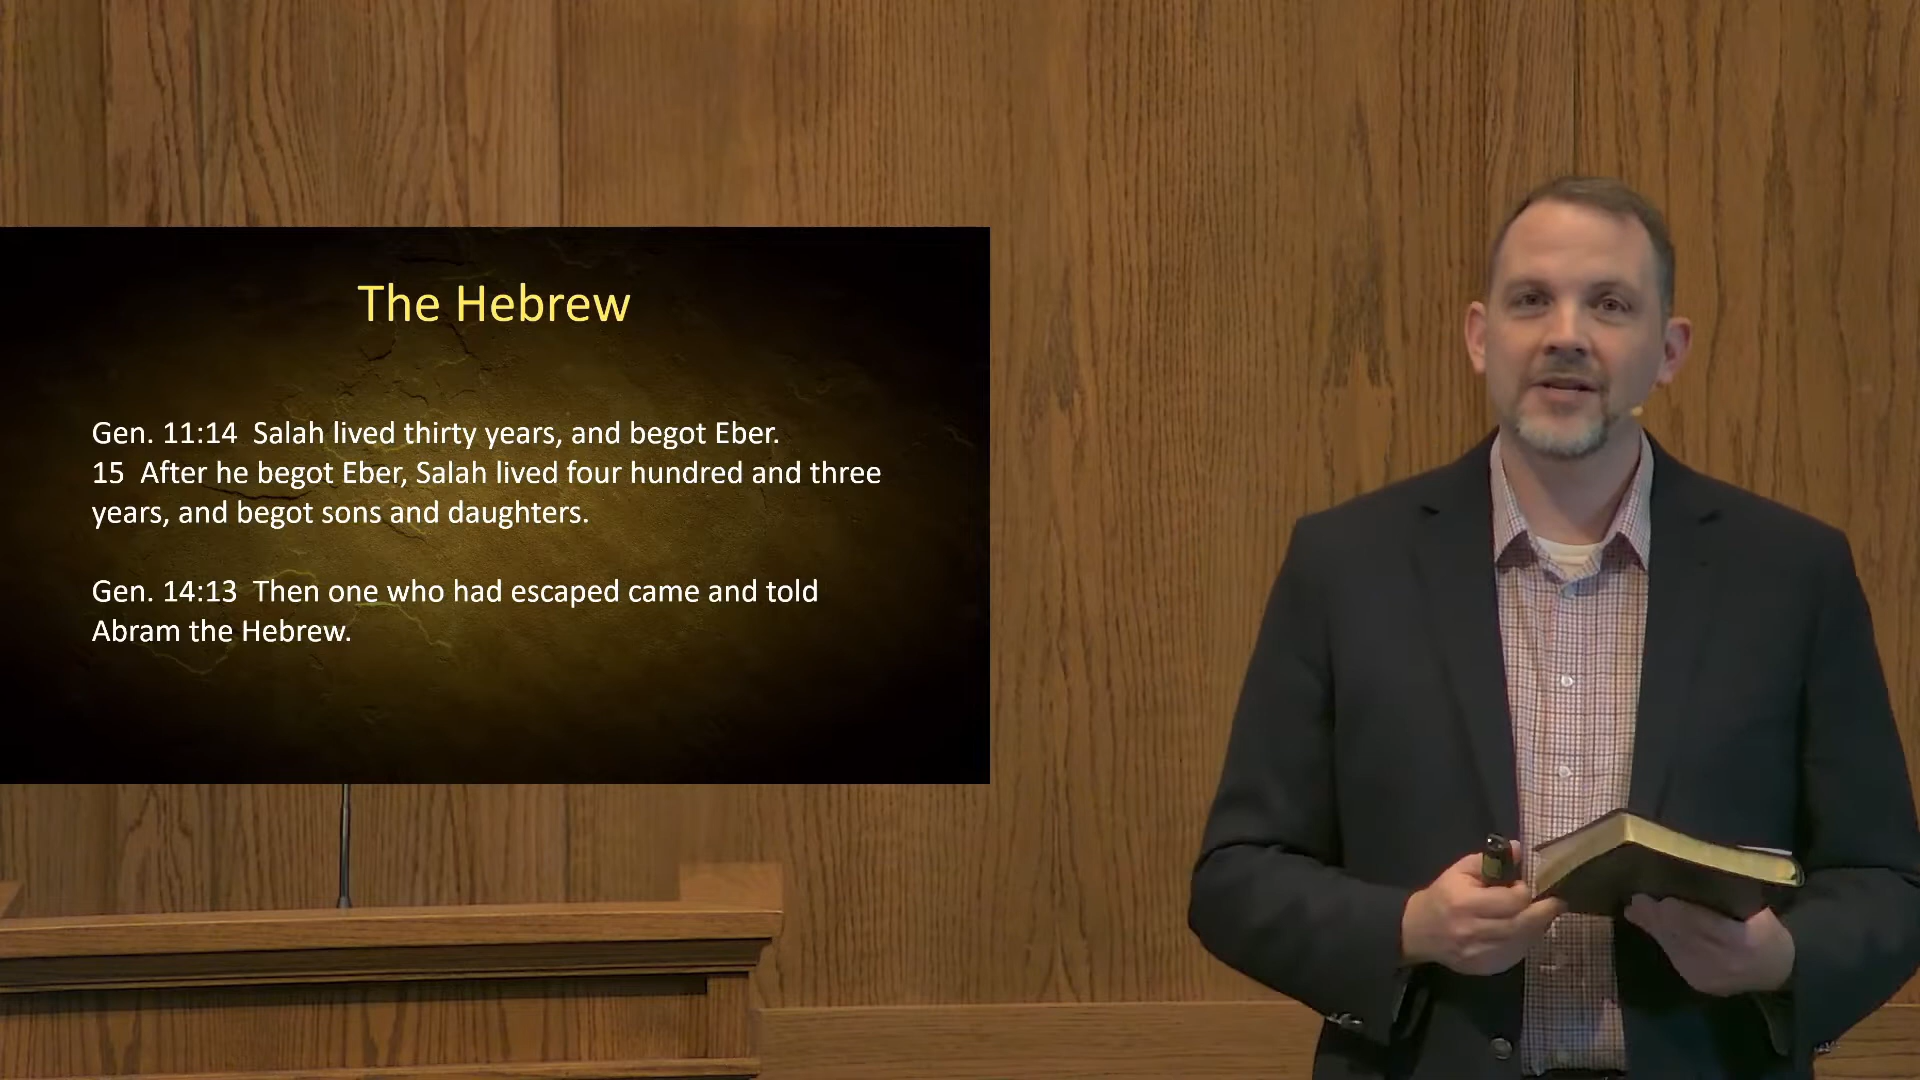 The Hebrew
Gen. 11:14  Salah lived thirty years, and begot Eber.
15  After he begot Eber, Salah lived four hundred and three
years, and begot sons and daughters.
Gen. 14:13  Then one who had escaped came and told
Abram the Hebrew.